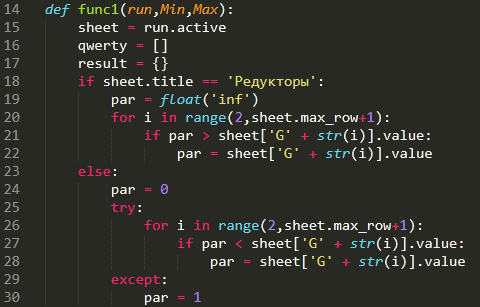 14 def func1(run,Min,Max):
15     sheet = run.active
16     qwerty = []
17     result = {}
18     if sheet.title == 'Редукторы':
19         par = float('inf')
20         for i in range(2,sheet.max_row+1):
21             if par > sheet['G' + str(i)].value:
22                 par = sheet['G' + str(i)].value
23     else:
24         par = 0
25         try:
26             for i in range(2,sheet.max_row+1):
27                 if par < sheet['G' + str(i)].value:
28                     par = sheet['G' + str(i)].value
29         except:
30             par = 1